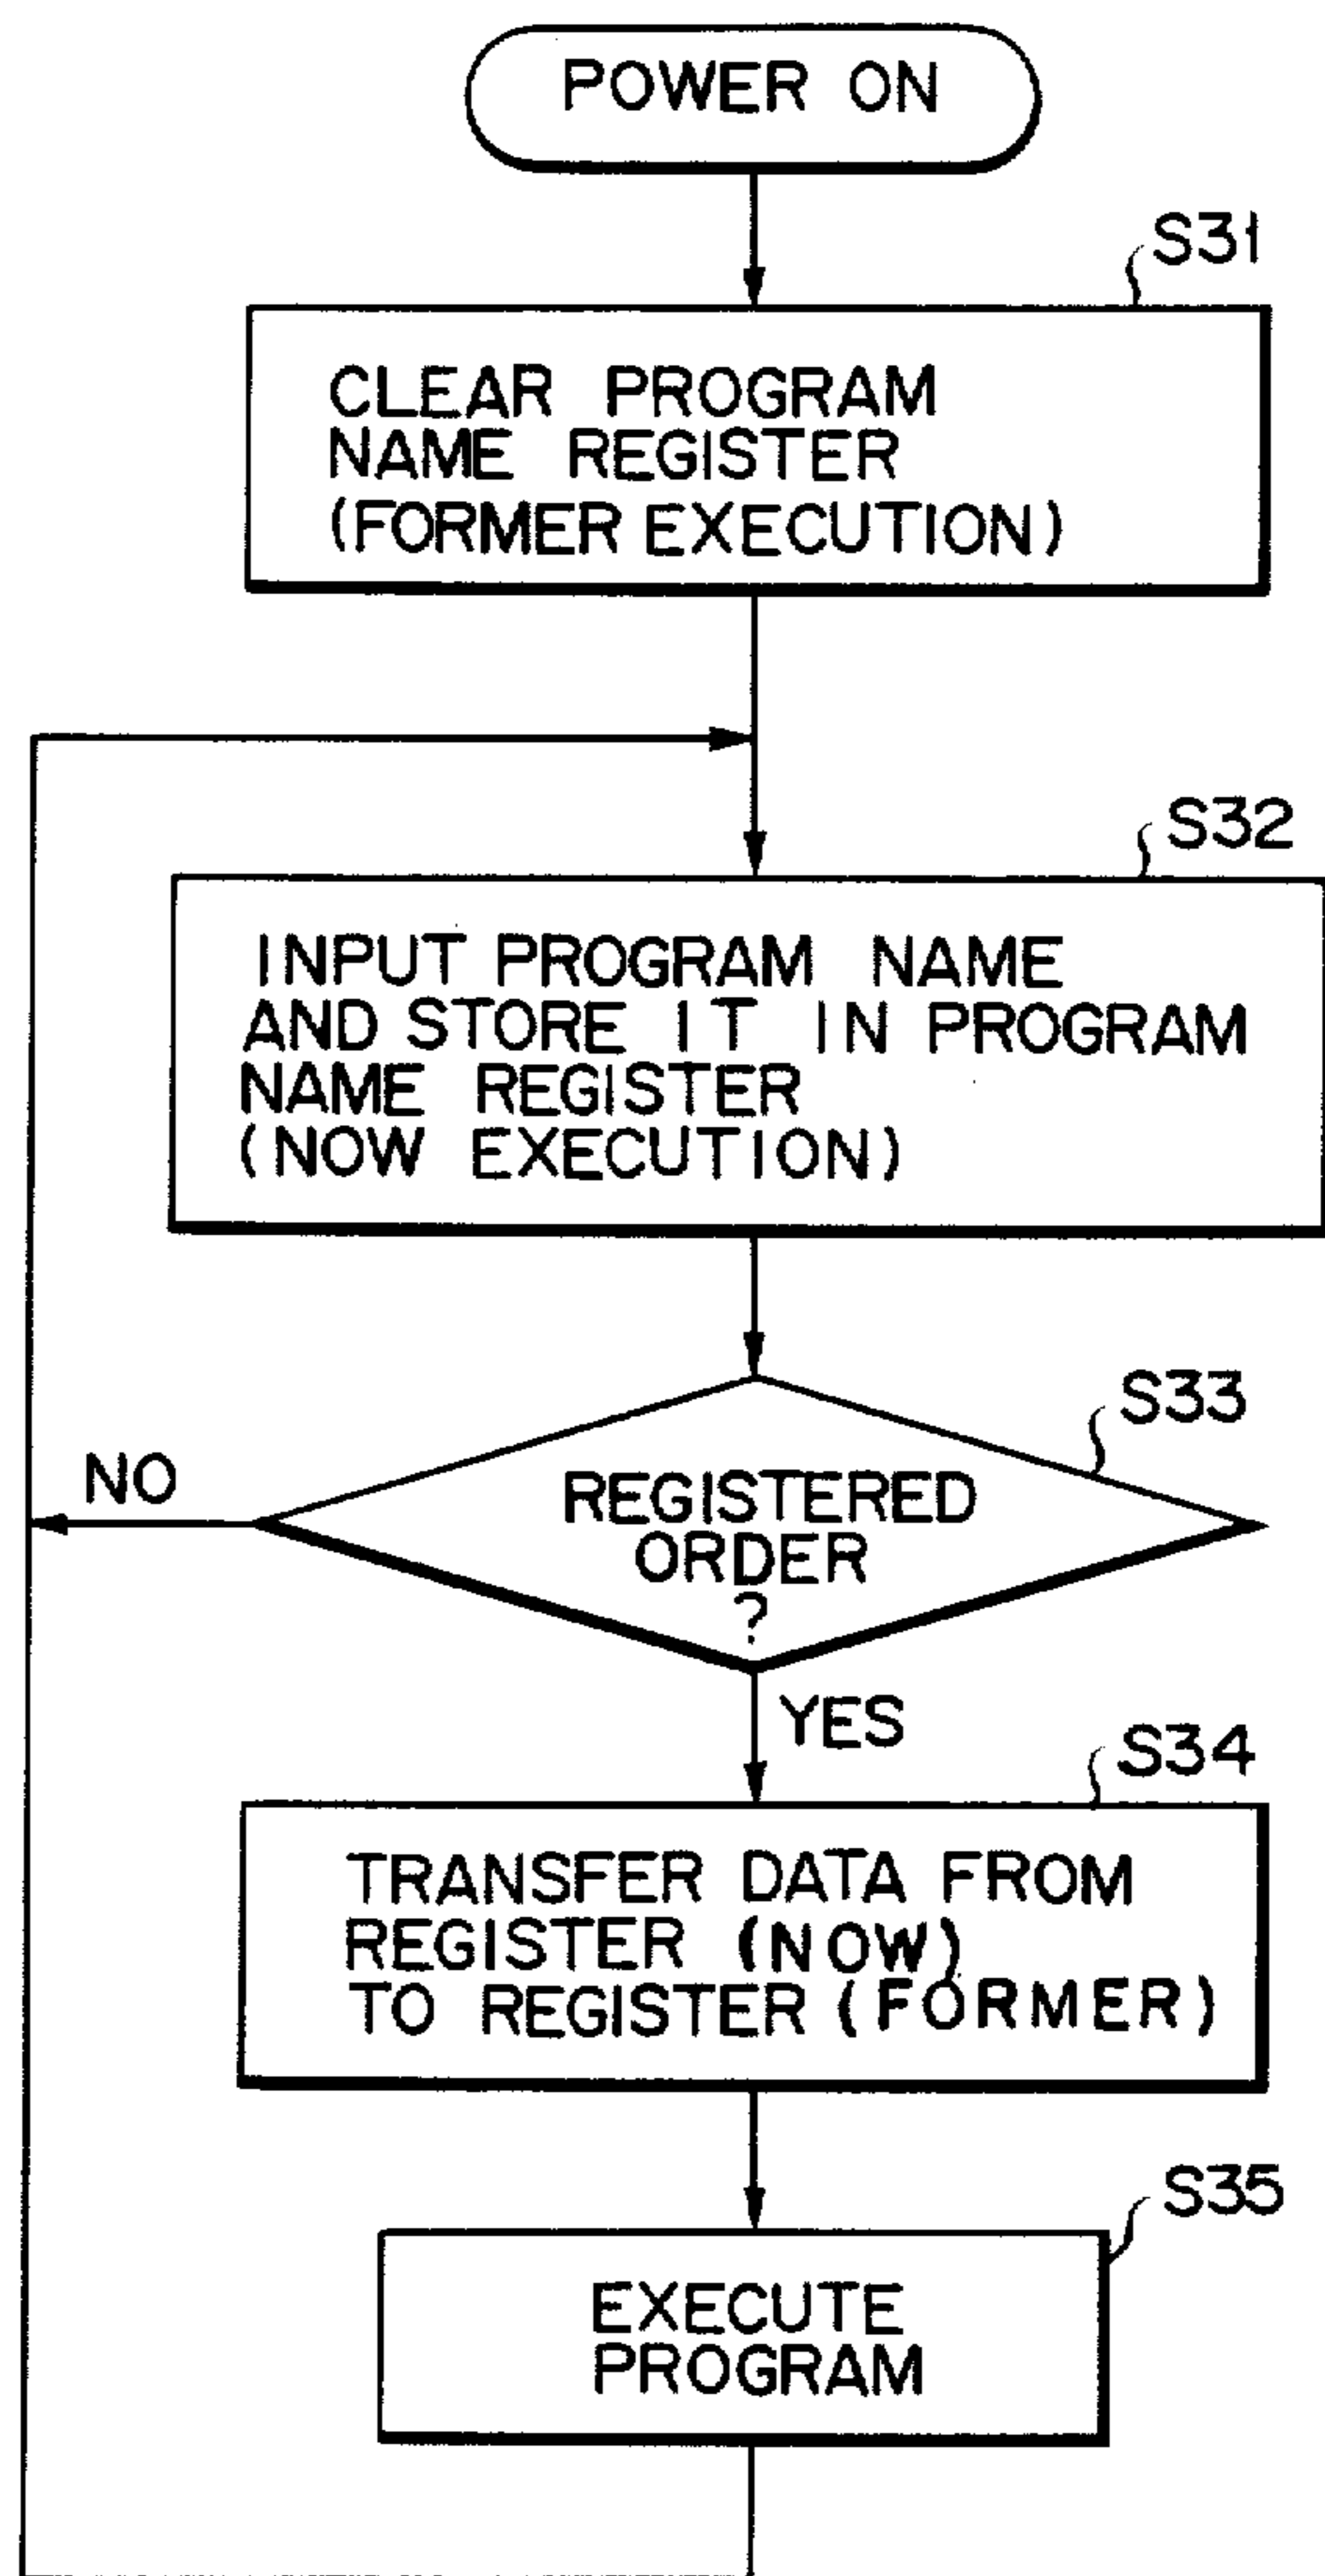 POWER ON
S31
CLEAR PROGRAM
NAME REGISTER
(FORMER EXECUTION)
S32
INPUT PROGRAM NAME
AND STORE IT IN PROGRAM
NAME REGISTER
(NOW EXECUTION)
S33
NO
REGISTERED
ORDER
?
YES
S34
TRANSFER DATA FROM
REGISTER (NOW)
TO REGISTER (FORMER)
S35
EXECUTE
PROGRAM